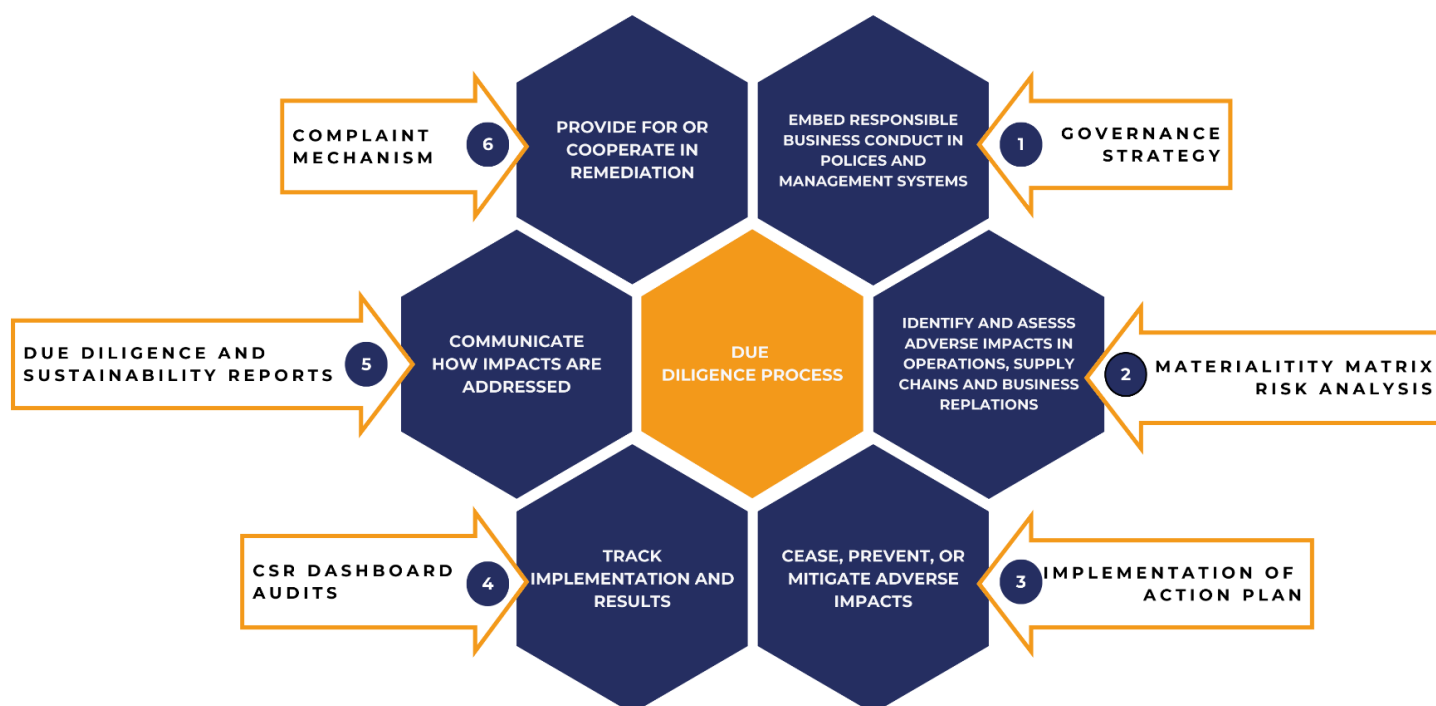 PROVIDE FOR OR
COOPERATE IN
REMEDIATION
EMBED RESPONSIBLE
BUSINESS CONDUCT IN
POLICES AND
MANAGEMENT SYSTEMS
COMPLAINT
MECHANISM
6
1
GOVERNANCE
STRATEGY
COMMUNICATE
HOW IMPACTS ARE
ADDRESSED
DUE
DILIGENCE PROCESS
IDENTIFY AND ASESSS
ADVERSE IMPACTS IN
OPERATIONS, SUPPLY
CHAINS AND BUSINESS
REPLATIONS
DUE DILIGENCE AND
SUSTAINABILITY REPORTS
5
2
MATERIALITITY MATRIX
RISK ANALYSIS
TRACK
IMPLEMENTATION AND
RESULTS
CEASE, PREVENT, OR
MITIGATE ADVERSE
IMPACTS
CSR DASHBOARD
AUDITS
4
3
IMPLEMENTATION OF
ACTION PLAN